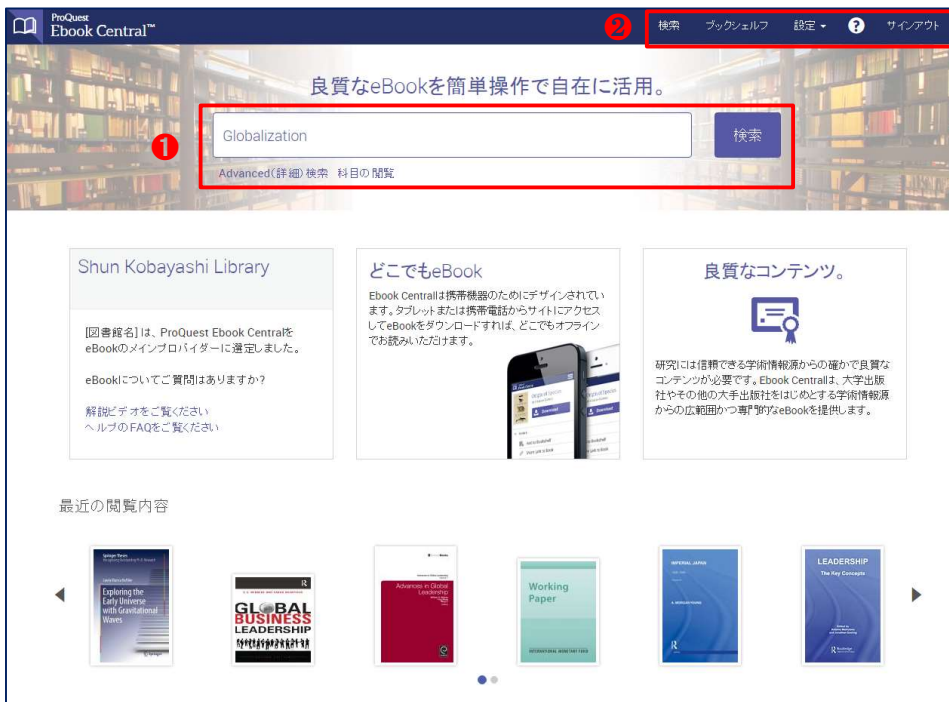 ProQuest
Ebook Central™
❷
検索 ブックシェルフ 設定 ? サインアウト
良質なeBookを簡単操作で自在に活用。
❶
Globalization
検索
Advanced(詳細)検索 科目の閲覧
Shun Kobayashi Library
[図書館名]は、ProQuest Ebook Centralを
eBookのメインプロバイダーに選定しました。
eBookについてご質問はありますか?
解説ビデオをご覧ください
ヘルプのFAQをご覧ください
どこでもeBook
Ebook Centralは携帯機器のためにデザインされてい
ます。タブレットまたは携帯電話からサイトにアクセス
してeBookをダウンロードすれば、どこでもオフライン
でお読みいただけます。
良質なコンテンツ。
研究には信頼できる学術情報源からの確かで良質な
コンテンツが必要です。Ebook Centralは、大学出版
社やその他の大手出版社をはじめとする学術情報源
からの広範囲かつ専門的なeBookを提供します。
最近の閲覧内容
Springer Theses
Exploring the
Early Universe
with Gravitational
Waves
GLOBAL
BUSINESS
LEADERSHIP
Advances in Global
Leadership
Working
Paper
INTERNATIONAL MONETARY FUND
IMPERIAL JAPAN
R
LEADERSHIP
The Key Concepts
Routledge